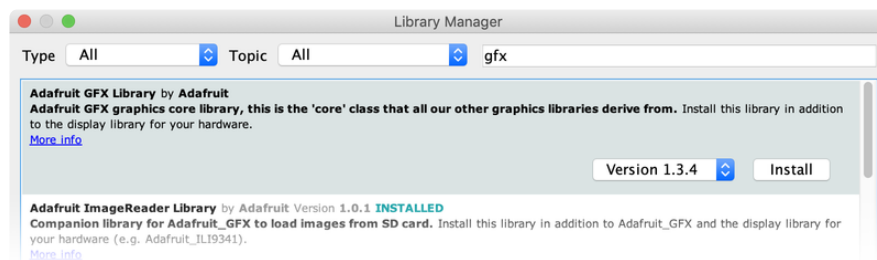 Library Manager
Type All Topic All gfx
Adafruit GFX Library by Adafruit
Adafruit GFX graphics core library, this is the 'core' class that all our other graphics libraries derive from. Install this library in addition
to the display library for your hardware.
More info
Version 1.3.4 Install
Adafruit ImageReader Library by Adafruit Version 1.0.1 INSTALLED
Companion library for Adafruit_GFX to load images from SD card. Install this library in addition to Adafruit_GFX and the display library for
your hardware (e.g. Adafruit_ILI9341).
More info